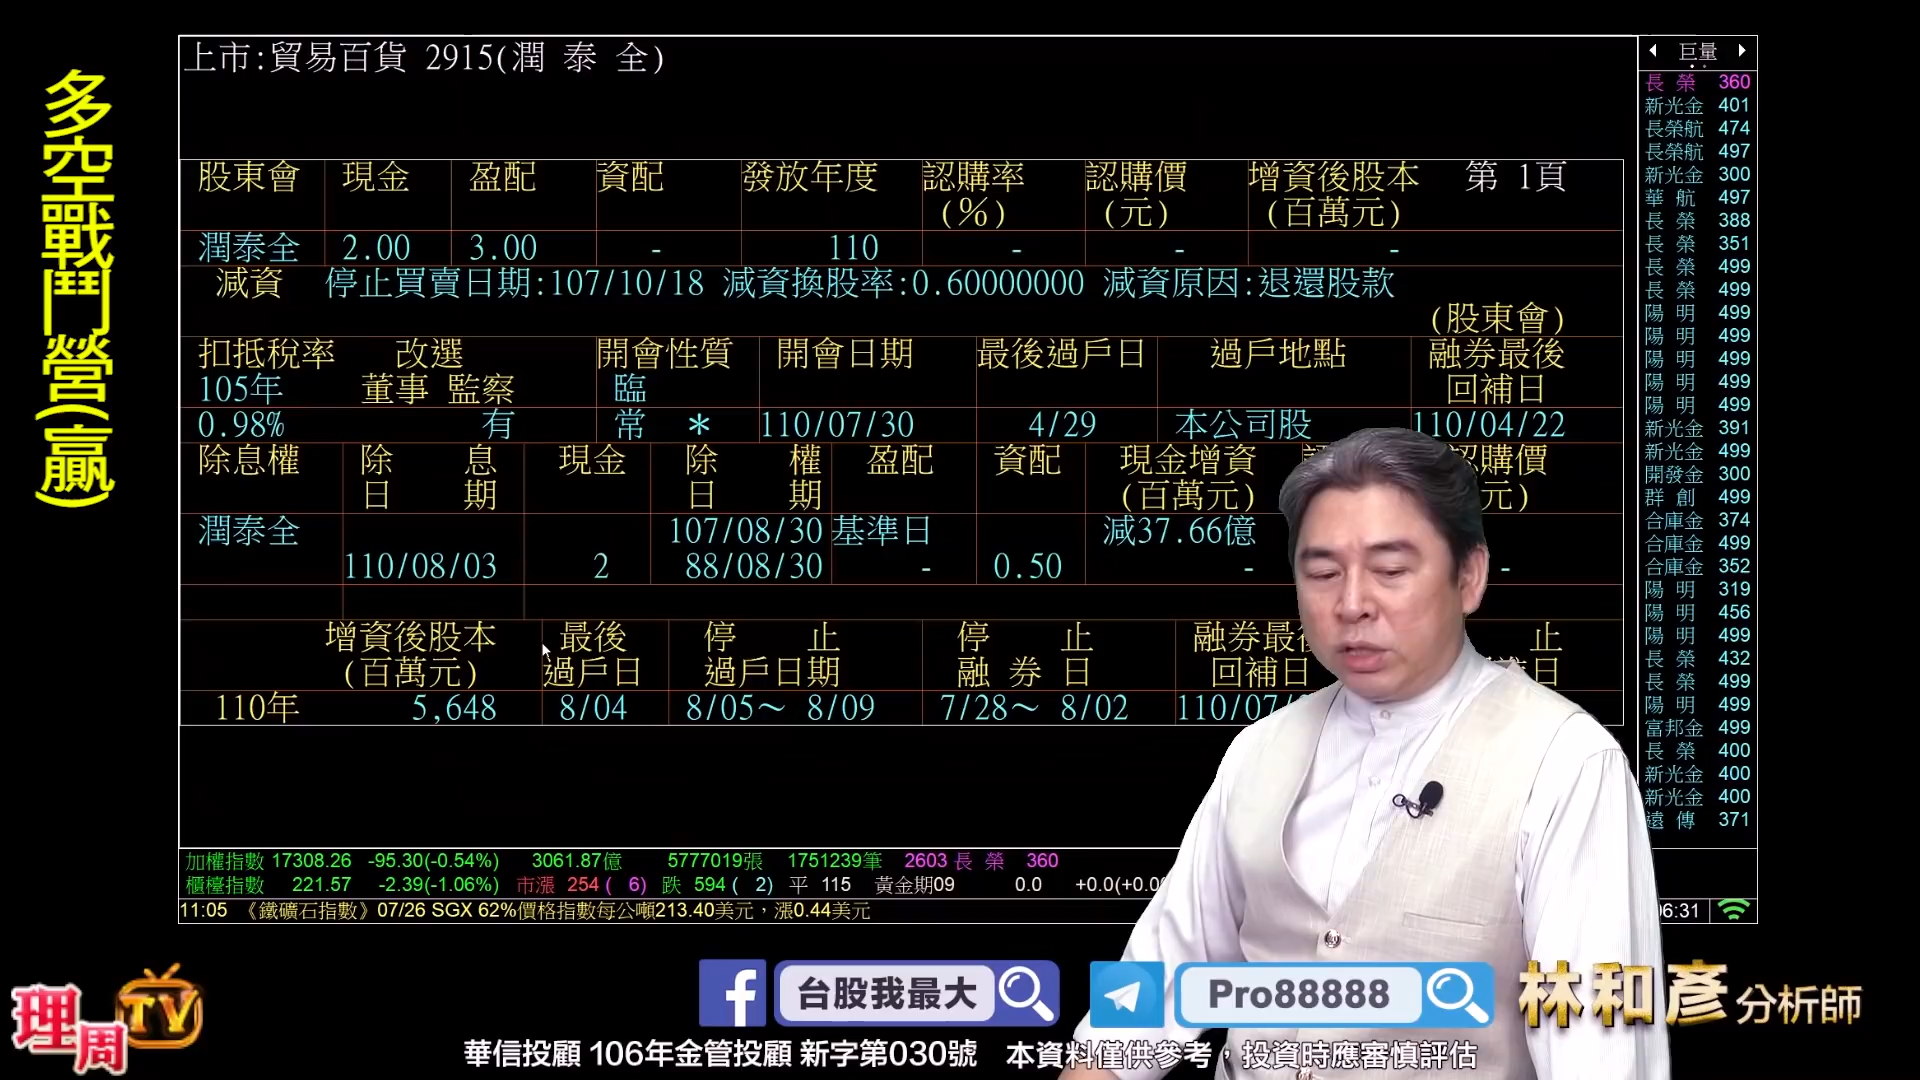 多空戰鬥營(贏)
上市:貿易百貨 2915(潤 泰 全)
股東會 現金 盈配 資配 發放年度 認購率 認購價 增資後股本 第 1頁
(%) (元) (百萬元)
潤泰全 2.00 3.00 - 110 - - -
減資 停止買賣日期:107/10/18 減資換股率:0.60000000 減資原因:退還股款
(股東會)
扣抵稅率 改選 開會性質 開會日期 最後過戶日 過戶地點 融券最後
105年 董事 監察 臨 回補日
0.98% 有 常 * 110/07/30 4/29 本公司股 110/04/22
除息權 除 息 現金 除 權 盈配 資配 現金增資 購價
日 期 日 期 (百萬元) 元)
潤泰全 107/08/30 基準日 減37.66億
110/08/03 2 88/08/30 - 0.50 - -
增資後股本 最後 停 止 停 止 融券最 止
(百萬元) 過戶日 過戶日期 融 券 日 回補日 日
110年 5,648 8/04 8/05~ 8/09 7/28~ 8/02 110/07/
巨量
長 榮 360
新光金 401
長榮航 474
長榮航 497
新光金 300
華 航 497
長 榮 388
長 榮 351
長 榮 499
長 榮 499
陽 明 499
陽 明 499
陽 明 499
陽 明 499
陽 明 499
新光金 391
新光金 499
開發金 300
群 創 499
合庫金 374
合庫金 499
合庫金 352
陽 明 319
陽 明 456
陽 明 499
長 榮 432
長 榮 499
陽 明 499
富邦金 499
長 榮 400
新光金 400
新光金 400
遠 傳 371
加權指數 17308.26 -95.30(-0.54%) 3061.87億 5777019張 1751239筆 2603 長 榮 360
櫃檯指數 221.57 -2.39(-1.06%) 市漲 254 ( 6) 跌 594 ( 2) 平 115 黃金期09 0.0 +0.0(+0.0
11:05 《鐵礦石指數》07/26 SGX 62%價格指數每公噸213.40美元，漲0.44美元 06:31
理周TV
台股我最大 Pro88888 林和彥 分析師
華信投顧 106年金管投顧 新字第030號 本資料僅供參考，投資時應審慎評估